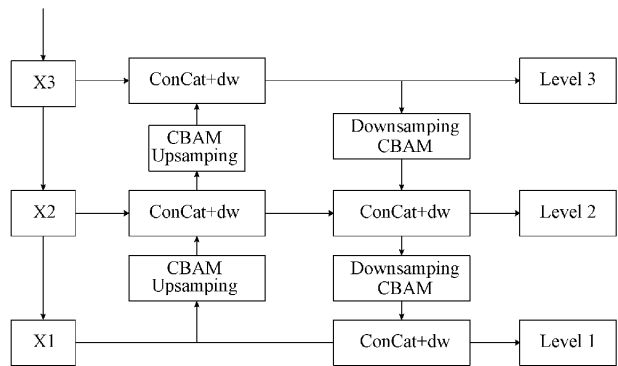 X3
ConCat+dw
Level 3
CBAM
Upsamping
Downsamping
CBAM
X2
ConCat+dw
ConCat+dw
Level 2
CBAM
Upsamping
Downsamping
CBAM
X1
ConCat+dw
Level 1